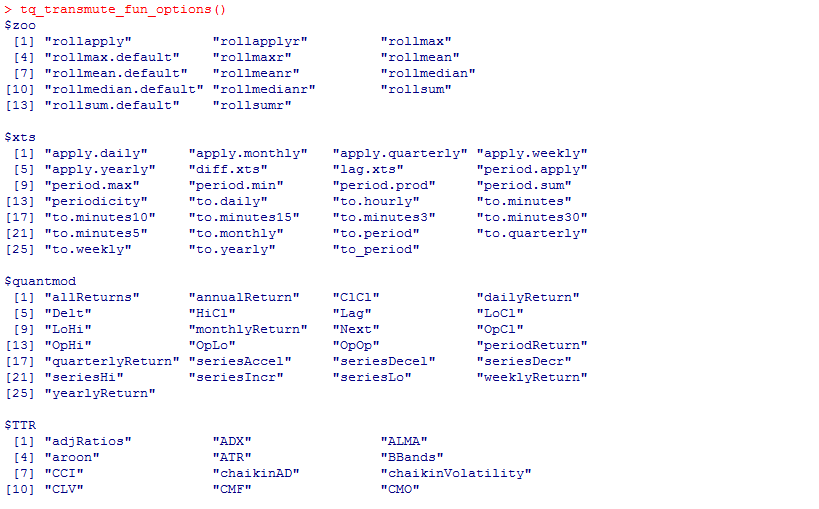 > tq_transmute_fun_options()
$zoo
 [1] "rollapply"          "rollapplyr"         "rollmax"
 [4] "rollmax.default"    "rollmaxr"           "rollmean"
 [7] "rollmean.default"   "rollmeanr"          "rollmedian"
[10] "rollmedian.default" "rollmedianr"        "rollsum"
[13] "rollsum.default"    "rollsumr"

$xts
 [1] "apply.daily"     "apply.monthly"   "apply.quarterly" "apply.weekly"
 [5] "apply.yearly"    "diff.xts"        "lag.xts"         "period.apply"
 [9] "period.max"      "period.min"      "period.prod"     "period.sum"
[13] "periodicity"     "to.daily"        "to.hourly"       "to.minutes"
[17] "to.minutes10"    "to.minutes15"    "to.minutes3"     "to.minutes30"
[21] "to.minutes5"     "to.monthly"      "to.period"       "to.quarterly"
[25] "to.weekly"       "to.yearly"       "to_period"

$quantmod
 [1] "allReturns"      "annualReturn"    "ClCl"            "dailyReturn"
 [5] "Delt"            "HiCl"            "Lag"             "LoCl"
 [9] "LoHi"            "monthlyReturn"   "Next"            "OpCl"
[13] "OpHi"            "OpLo"            "OpOp"            "periodReturn"
[17] "quarterlyReturn" "seriesAccel"     "seriesDecel"     "seriesDecr"
[21] "seriesHi"        "seriesIncr"      "seriesLo"        "weeklyReturn"
[25] "yearlyReturn"

$TTR
 [1] "adjRatios"          "ADX"                "ALMA"
 [4] "aroon"              "ATR"                "BBands"
 [7] "CCI"                "chaikinAD"          "chaikinVolatility"
[10] "CLV"                "CMF"                "CMO"